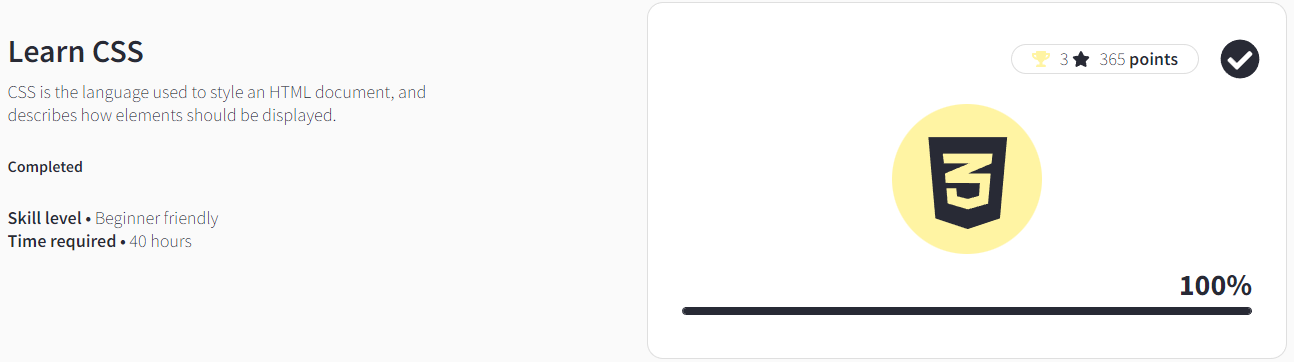 Learn CSS
CSS is the language used to style an HTML document, and
describes how elements should be displayed.
Completed
Skill level • Beginner friendly
Time required • 40 hours
3 365 points
3
100%